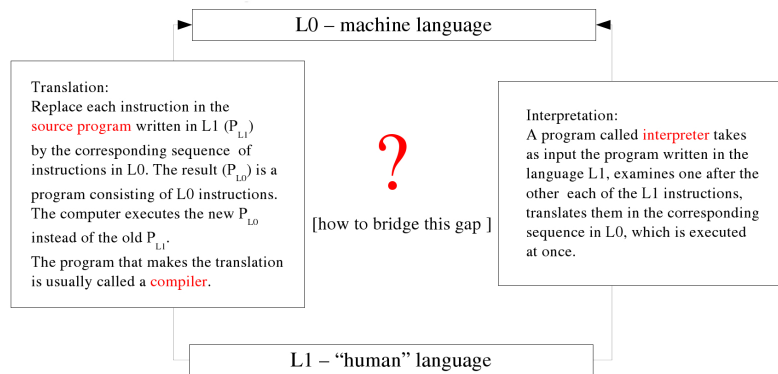 L0 – machine language
Translation:
Replace each instruction in the
source program written in L1 (P_L1)
by the corresponding sequence of
instructions in L0. The result (P_L0) is a
program consisting of L0 instructions.
The computer executes the new P_L0
instead of the old P_L1.
The program that makes the translation
is usually called a compiler.
?
[how to bridge this gap ]
Interpretation:
A program called interpreter takes
as input the program written in the
language L1, examines one after the
other each of the L1 instructions,
translates them in the corresponding
sequence in L0, which is executed
at once.
L1 – “human” language